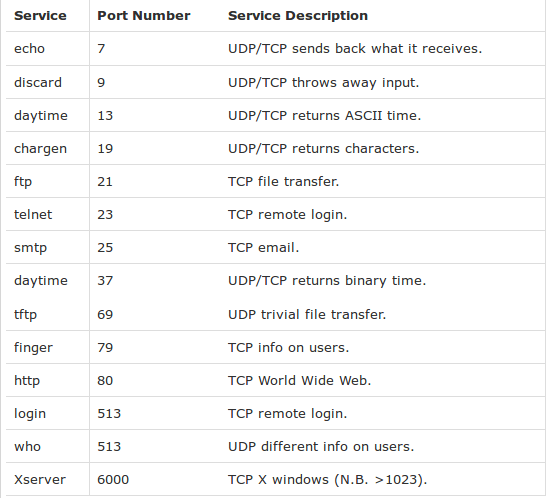 Service Port Number Service Description
echo 7 UDP/TCP sends back what it receives.
discard 9 UDP/TCP throws away input.
daytime 13 UDP/TCP returns ASCII time.
chargen 19 UDP/TCP returns characters.
ftp 21 TCP file transfer.
telnet 23 TCP remote login.
smtp 25 TCP email.
daytime 37 UDP/TCP returns binary time.
tftp 69 UDP trivial file transfer.
finger 79 TCP info on users.
http 80 TCP World Wide Web.
login 513 TCP remote login.
who 513 UDP different info on users.
Xserver 6000 TCP X windows (N.B. >1023).